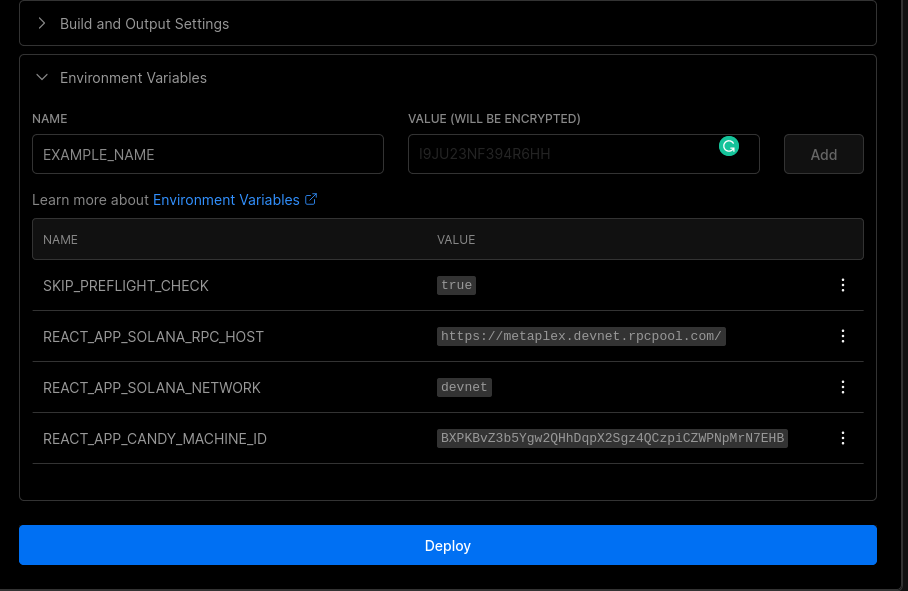 Build and Output Settings
Environment Variables
NAME VALUE (WILL BE ENCRYPTED)
EXAMPLE_NAME I9JU23NF394R6HH Add
Learn more about Environment Variables
NAME VALUE
SKIP_PREFLIGHT_CHECK true
REACT_APP_SOLANA_RPC_HOST https://metaplex.devnet.rpcpool.com/
REACT_APP_SOLANA_NETWORK devnet
REACT_APP_CANDY_MACHINE_ID BXPKBvZ3b5Ygw2QHhDqpX2Sgz4QCzpiCZWPNpMrN7EHB
Deploy